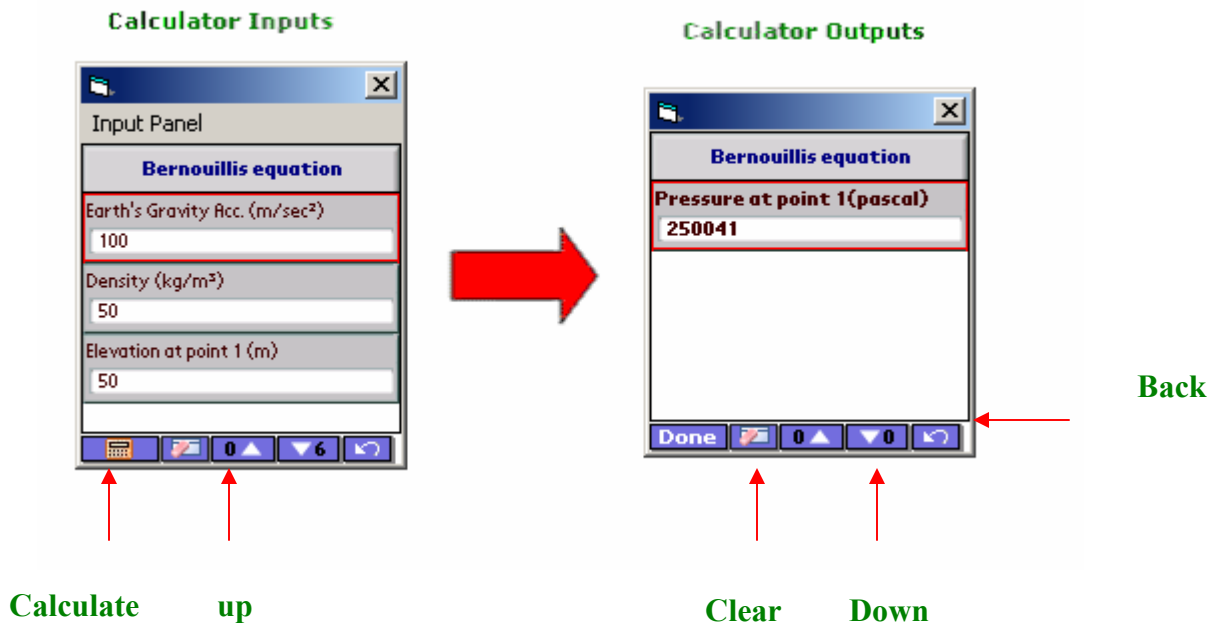 Calculator Inputs
Calculator Outputs
Input Panel
Bernouillis equation
Earth's Gravity Acc. (m/sec²)
100
Density (kg/m³)
50
Elevation at point 1 (m)
50
0
6
Bernouillis equation
Pressure at point 1(pascal)
250041
Done
0
0
Back
Calculate
up
Clear
Down